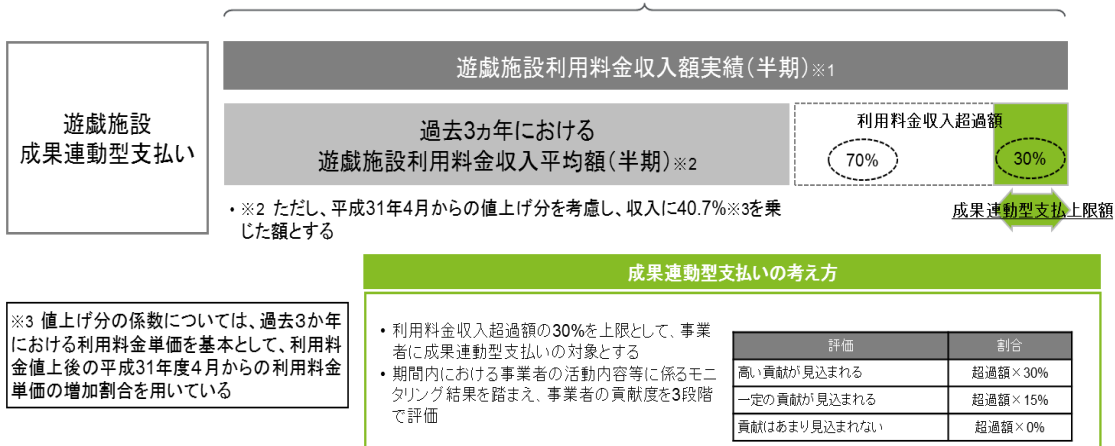 遊戯施設
成果連動型支払い
遊戯施設利用料金収入額実績（半期）※1
過去3ヵ年における
遊戯施設利用料金収入平均額（半期）※2
利用料金収入超過額
70%
30%
・※2 ただし、平成31年4月からの値上げ分を考慮し、収入に40.7%※3を乗
じた額とする
成果連動型支払上限額
成果連動型支払いの考え方
※3 値上げ分の係数については、過去3か年
における利用料金単価を基本として、利用料
金値上後の平成31年度4月からの利用料金
単価の増加割合を用いている
• 利用料金収入超過額の30%を上限として、事業
者に成果連動型支払いの対象とする
• 期間内における事業者の活動内容等に係るモニ
タリング結果を踏まえ、事業者の貢献度を3段階
で評価
評価 割合
高い貢献が見込まれる 超過額×30%
一定の貢献が見込まれる 超過額×15%
貢献はあまり見込まれない 超過額×0%